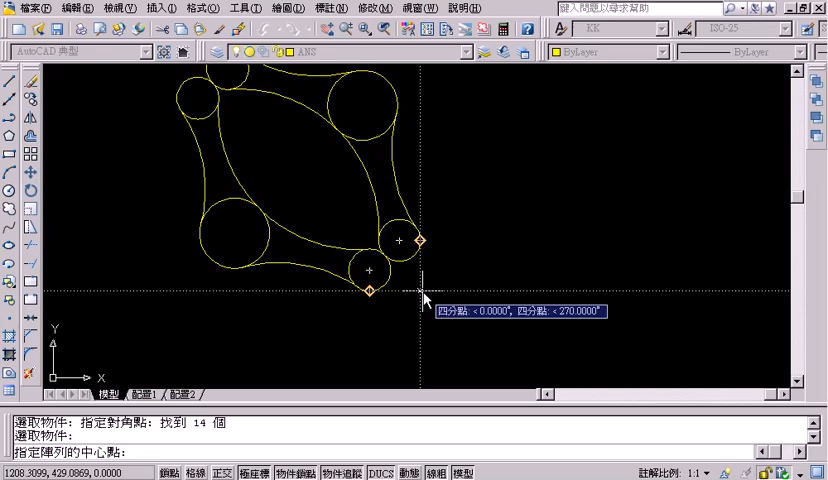 檔案(F) 編輯(E) 檢視(V) 插入(I) 格式(O) 工具(T) 繪圖(D) 標註(N) 修改(M) 視窗(W) 說明(H) 鍵入問題以尋求幫助
KK ISO-25
AutoCAD 典型 ANS ByLayer ByLayer
四分點: < 0.0000°, 四分點: < 270.0000°
Y
X
模型 配置1 配置2
選取物件: 指定對角點: 找到 14 個
選取物件:
指定陣列的中心點:
1208.3099, 429.0869, 0.0000 鎖點 格線 正交 極座標 物件鎖點 物件追蹤 DUCS 動態 線粗 模型 註解比例: 1:1